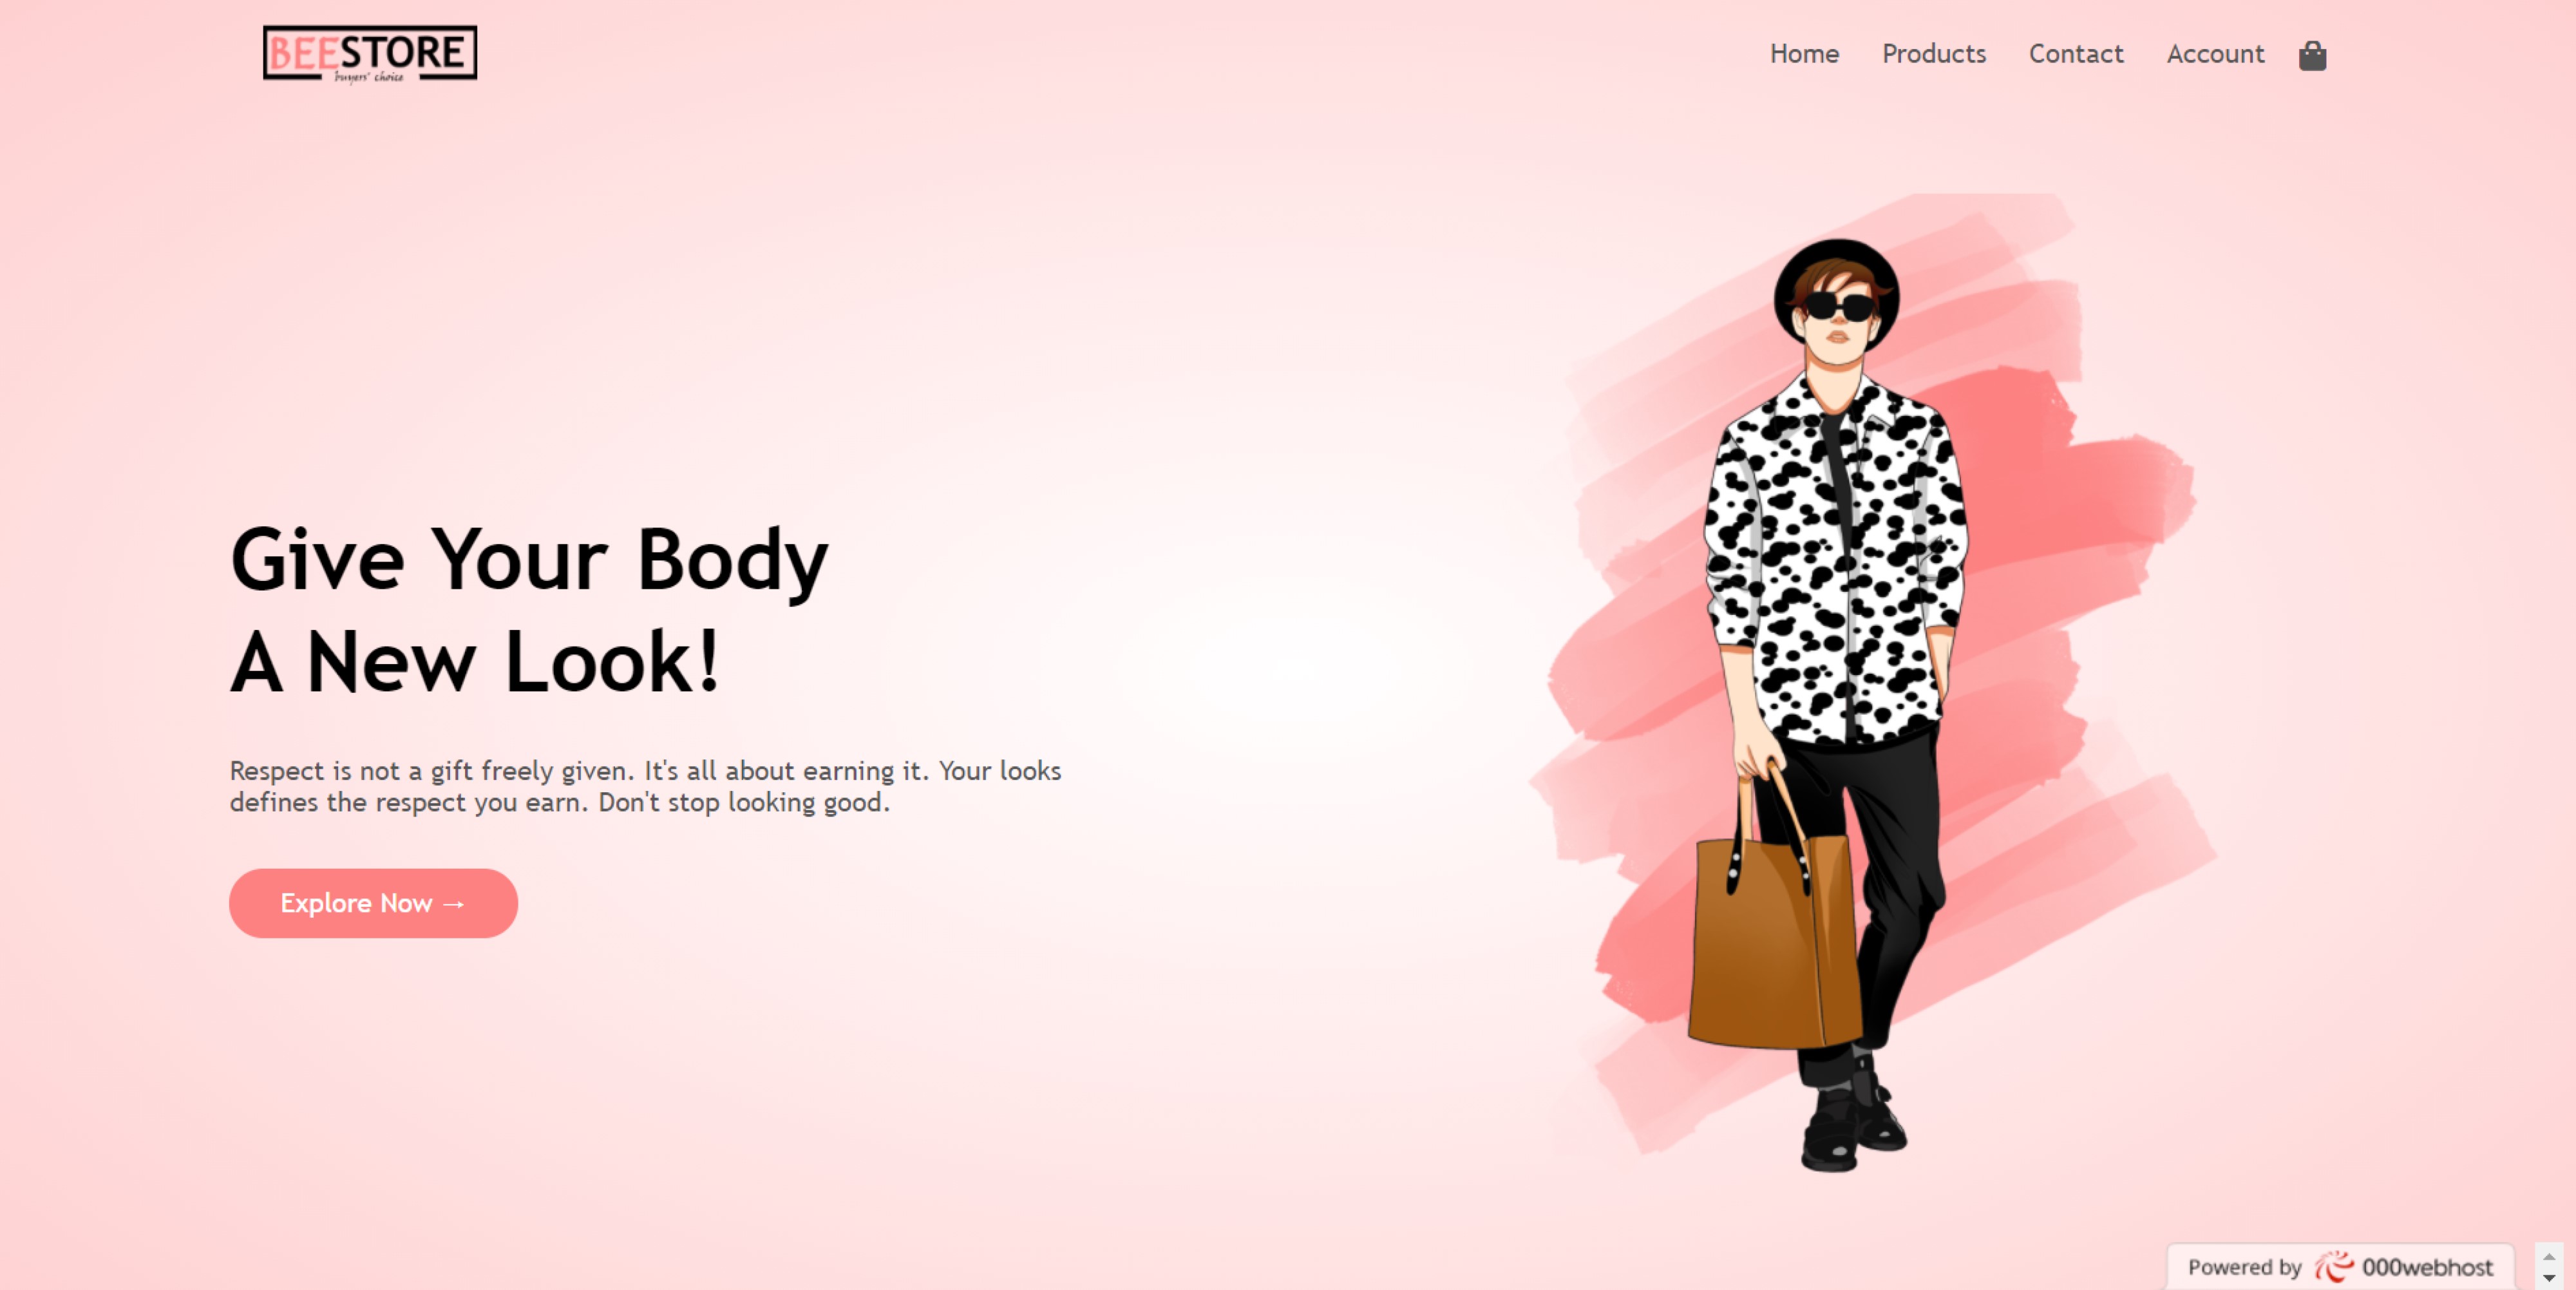 BEESTORE
buyers' choice
Home Products Contact Account
Give Your Body
A New Look!
Respect is not a gift freely given. It's all about earning it. Your looks
defines the respect you earn. Don't stop looking good.
Explore Now →
Powered by 000webhost